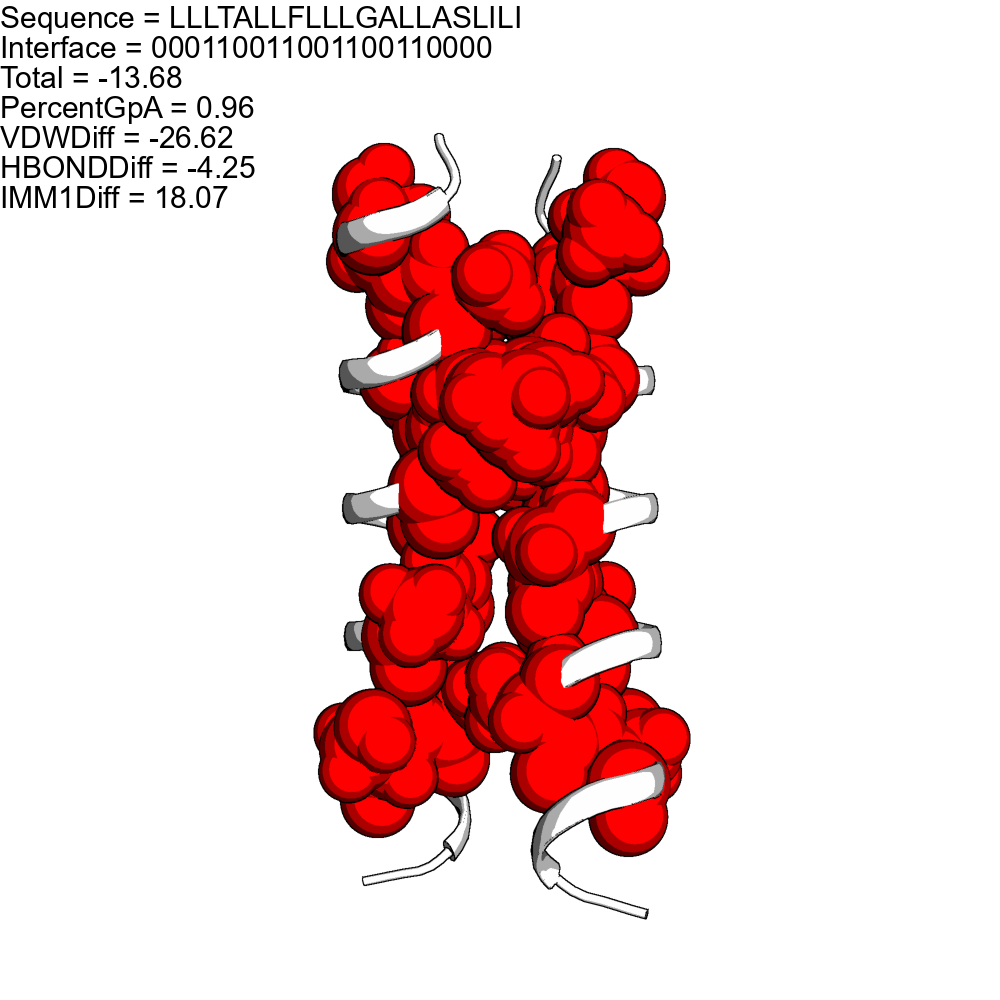 Sequence = LLLTALLFLLLGALLASLILI
Interface = 000110011001100110000
Total = -13.68
PercentGpA = 0.96
VDWDiff = -26.62
HBONDDiff = -4.25
IMM1Diff = 18.07